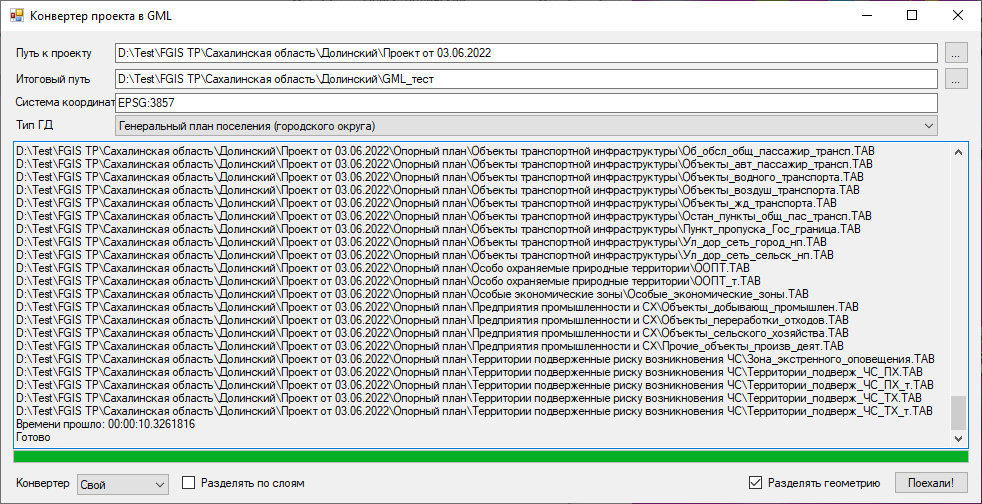 Конвертер проекта в GML
Путь к проекту D:\Test\FGIS TP\Сахалинская область\Долинский\Проект от 03.06.2022 ...
Итоговый путь D:\Test\FGIS TP\Сахалинская область\Долинский\GML_тест ...
Система координат EPSG:3857
Тип ГД Генеральный план поселения (городского округа)
D:\Test\FGIS TP\Сахалинская область\Долинский\Проект от 03.06.2022\Опорный план\Объекты транспортной инфраструктуры\Об_обсл_общ_пассажир_трансп.TAB
D:\Test\FGIS TP\Сахалинская область\Долинский\Проект от 03.06.2022\Опорный план\Объекты транспортной инфраструктуры\Объекты_авт_пассажир_трансп.TAB
D:\Test\FGIS TP\Сахалинская область\Долинский\Проект от 03.06.2022\Опорный план\Объекты транспортной инфраструктуры\Объекты_водного_транспорта.TAB
D:\Test\FGIS TP\Сахалинская область\Долинский\Проект от 03.06.2022\Опорный план\Объекты транспортной инфраструктуры\Объекты_воздуш_транспорта.TAB
D:\Test\FGIS TP\Сахалинская область\Долинский\Проект от 03.06.2022\Опорный план\Объекты транспортной инфраструктуры\Объекты_жд_транспорта.TAB
D:\Test\FGIS TP\Сахалинская область\Долинский\Проект от 03.06.2022\Опорный план\Объекты транспортной инфраструктуры\Остан_пункты_общ_пас_трансп.TAB
D:\Test\FGIS TP\Сахалинская область\Долинский\Проект от 03.06.2022\Опорный план\Объекты транспортной инфраструктуры\Пункт_пропуска_Гос_граница.TAB
D:\Test\FGIS TP\Сахалинская область\Долинский\Проект от 03.06.2022\Опорный план\Объекты транспортной инфраструктуры\Ул_дор_сеть_город_нп.TAB
D:\Test\FGIS TP\Сахалинская область\Долинский\Проект от 03.06.2022\Опорный план\Объекты транспортной инфраструктуры\Ул_дор_сеть_сельск_нп.TAB
D:\Test\FGIS TP\Сахалинская область\Долинский\Проект от 03.06.2022\Опорный план\Особо охраняемые природные территории\ООПТ.TAB
D:\Test\FGIS TP\Сахалинская область\Долинский\Проект от 03.06.2022\Опорный план\Особо охраняемые природные территории\ООПТ_т.TAB
D:\Test\FGIS TP\Сахалинская область\Долинский\Проект от 03.06.2022\Опорный план\Особые экономические зоны\Особые_экономические_зоны.TAB
D:\Test\FGIS TP\Сахалинская область\Долинский\Проект от 03.06.2022\Опорный план\Предприятия промышленности и СХ\Объекты_добывающ_промышлен.TAB
D:\Test\FGIS TP\Сахалинская область\Долинский\Проект от 03.06.2022\Опорный план\Предприятия промышленности и СХ\Объекты_переработки_отходов.TAB
D:\Test\FGIS TP\Сахалинская область\Долинский\Проект от 03.06.2022\Опорный план\Предприятия промышленности и СХ\Объекты_сельского_хозяйства.TAB
D:\Test\FGIS TP\Сахалинская область\Долинский\Проект от 03.06.2022\Опорный план\Предприятия промышленности и СХ\Прочие_объекты_произв_деят.TAB
D:\Test\FGIS TP\Сахалинская область\Долинский\Проект от 03.06.2022\Опорный план\Территории подверженные риску возникновения ЧС\Зона_экстренного_оповещения.TAB
D:\Test\FGIS TP\Сахалинская область\Долинский\Проект от 03.06.2022\Опорный план\Территории подверженные риску возникновения ЧС\Территории_подверж_ЧС_ПХ.TAB
D:\Test\FGIS TP\Сахалинская область\Долинский\Проект от 03.06.2022\Опорный план\Территории подверженные риску возникновения ЧС\Территории_подверж_ЧС_ПХ_т.TAB
D:\Test\FGIS TP\Сахалинская область\Долинский\Проект от 03.06.2022\Опорный план\Территории подверженные риску возникновения ЧС\Территории_подверж_ЧС_ТХ.TAB
D:\Test\FGIS TP\Сахалинская область\Долинский\Проект от 03.06.2022\Опорный план\Территории подверженные риску возникновения ЧС\Территории_подверж_ЧС_ТХ_т.TAB
Времени прошло: 00:00:10.3261816
Готово
Конвертер Свой Разделять по слоям Разделять геометрию Поехали!